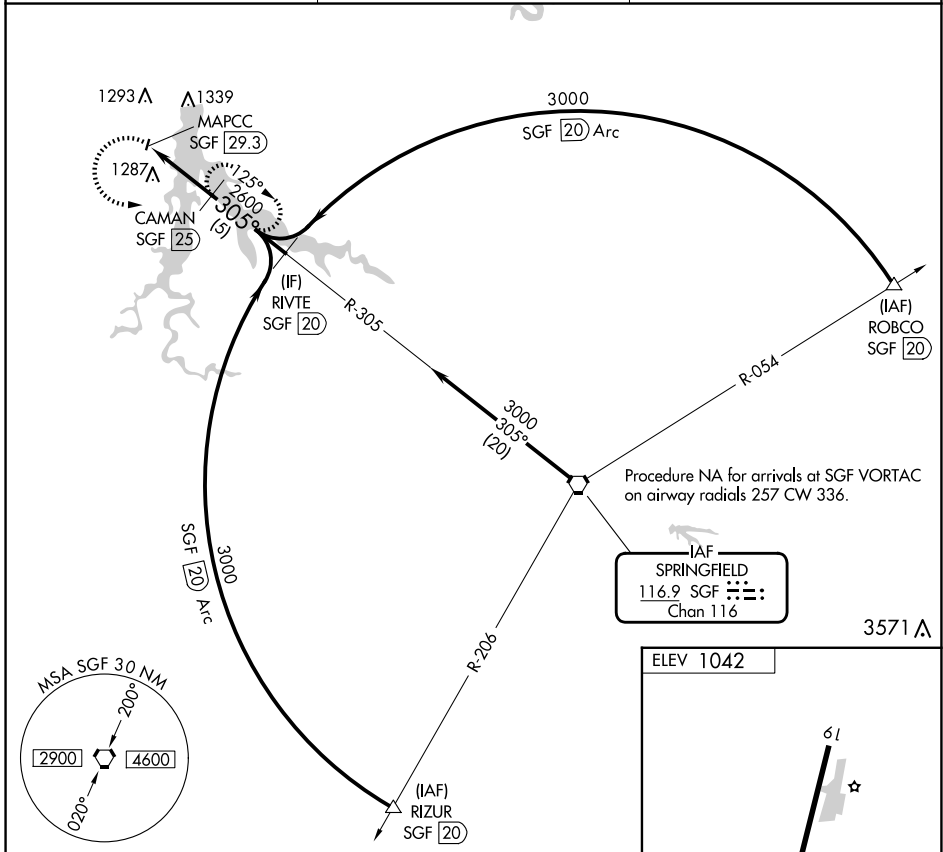 3000
SGF 20 Arc
1293
1339
MAPCC
SGF 29.3
1287
125°
2600
305°
(5)
CAMAN
SGF 25
(IF)
RIVTE
SGF 20
R-305
(IAF)
ROBCO
SGF 20
R-054
3000
305°
(20)
Procedure NA for arrivals at SGF VORTAC
on airway radials 257 CW 336.
IAF
SPRINGFIELD
116.9 SGF
Chan 116
3000
SGF 20 Arc
R-206
3571
MSA SGF 30 NM
200°
2900
4600
020°
(IAF)
RIZUR
SGF 20
ELEV 1042
19